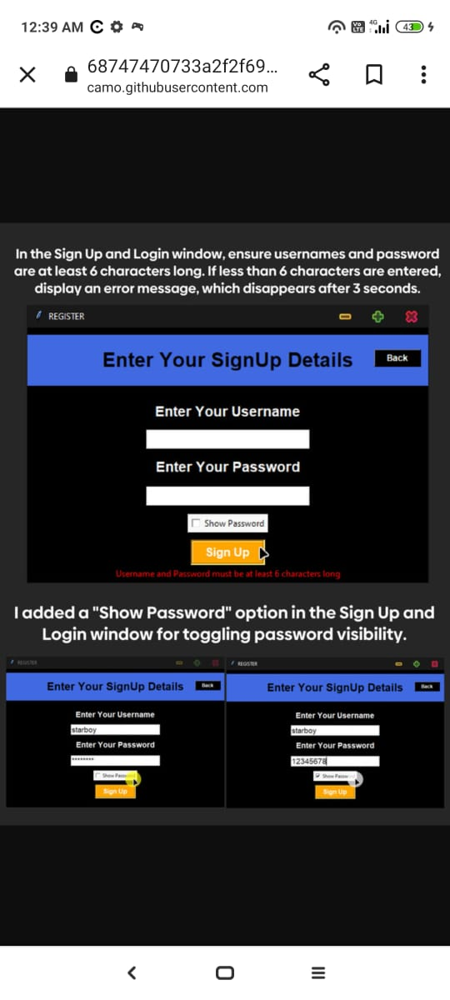 12:39 AM
Vo LTE 4G 43
68747470733a2f2f69...
camo.githubusercontent.com
In the Sign Up and Login window, ensure usernames and password
are at least 6 characters long. If less than 6 characters are entered,
display an error message, which disappears after 3 seconds.
REGISTER
Enter Your SignUp Details
Back
Enter Your Username
Enter Your Password
Show Password
Sign Up
Username and Password must be at least 6 characters long
I added a "Show Password" option in the Sign Up and
Login window for toggling password visibility.
REGISTER
Enter Your SignUp Details
Back
Enter Your Username
starboy
Enter Your Password
********
Show Passw
Sign Up
REGISTER
Enter Your SignUp Details
Back
Enter Your Username
starboy
Enter Your Password
12345678
Show Passw
Sign Up